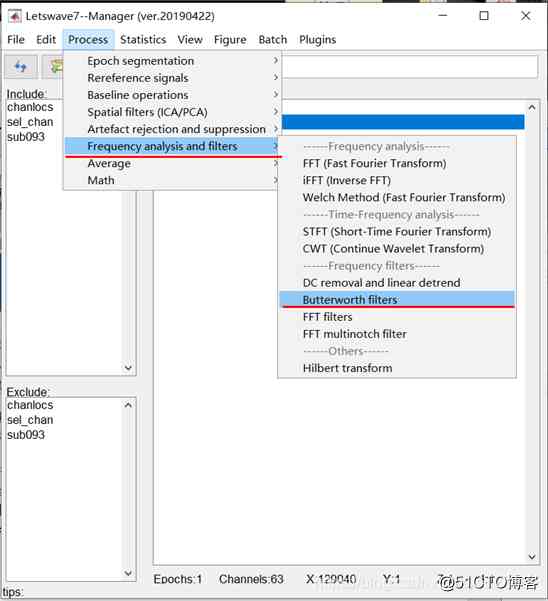 Letswave7--Manager (ver.20190422)
File Edit Process Statistics View Figure Batch Plugins
Epoch segmentation
Rereference signals
Baseline operations
Spatial filters (ICA/PCA)
Artefact rejection and suppression
Frequency analysis and filters
Average
Math
------Frequency analysis------
FFT (Fast Fourier Transform)
iFFT (Inverse FFT)
Welch Method (Fast Fourier Transform)
------Time-Frequency analysis------
STFT (Short-Time Fourier Transform)
CWT (Continue Wavelet Transform)
------Frequency filters------
DC removal and linear detrend
Butterworth filters
FFT filters
FFT multinotch filter
------Others------
Hilbert transform
Include:
chanlocs
sel_chan
sub093
Exclude:
chanlocs
sel_chan
sub093
Epochs:1 Channels:63 X:129040 Y:1
@51CTO博客
tips: